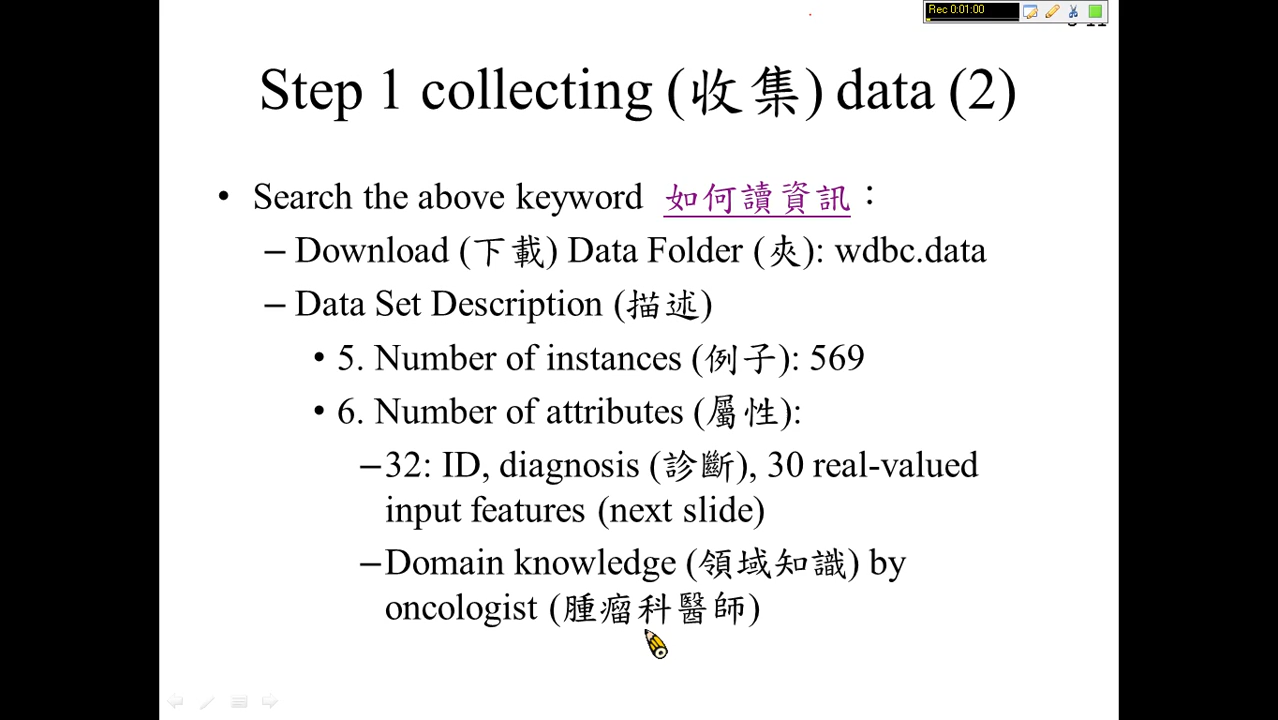 Rec 0:01:00
Step 1 collecting (收集) data (2)
• Search the above keyword 如何讀資訊：
– Download (下載) Data Folder (夾): wdbc.data
– Data Set Description (描述)
• 5. Number of instances (例子): 569
• 6. Number of attributes (屬性):
–32: ID, diagnosis (診斷), 30 real-valued
input features (next slide)
–Domain knowledge (領域知識) by
oncologist (腫瘤科醫師)